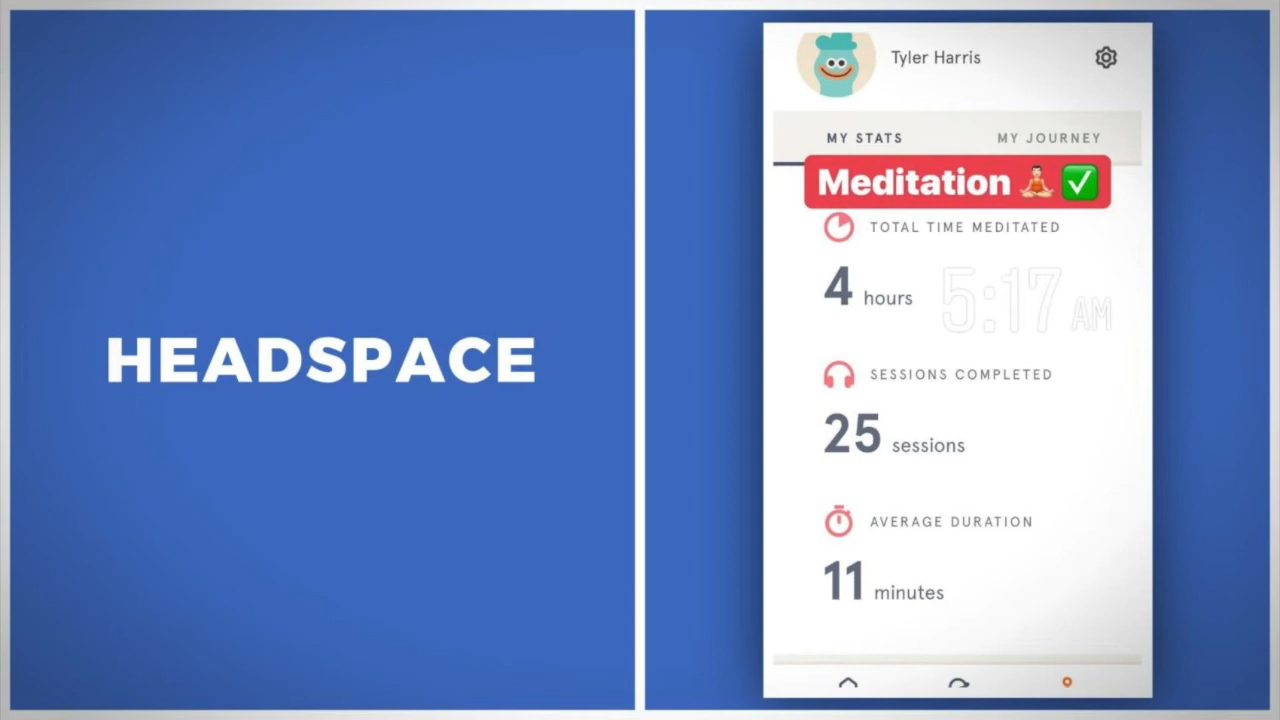 HEADSPACE
Tyler Harris
MY STATS MY JOURNEY
Meditation
TOTAL TIME MEDITATED
4 hours
5:17 AM
SESSIONS COMPLETED
25 sessions
AVERAGE DURATION
11 minutes